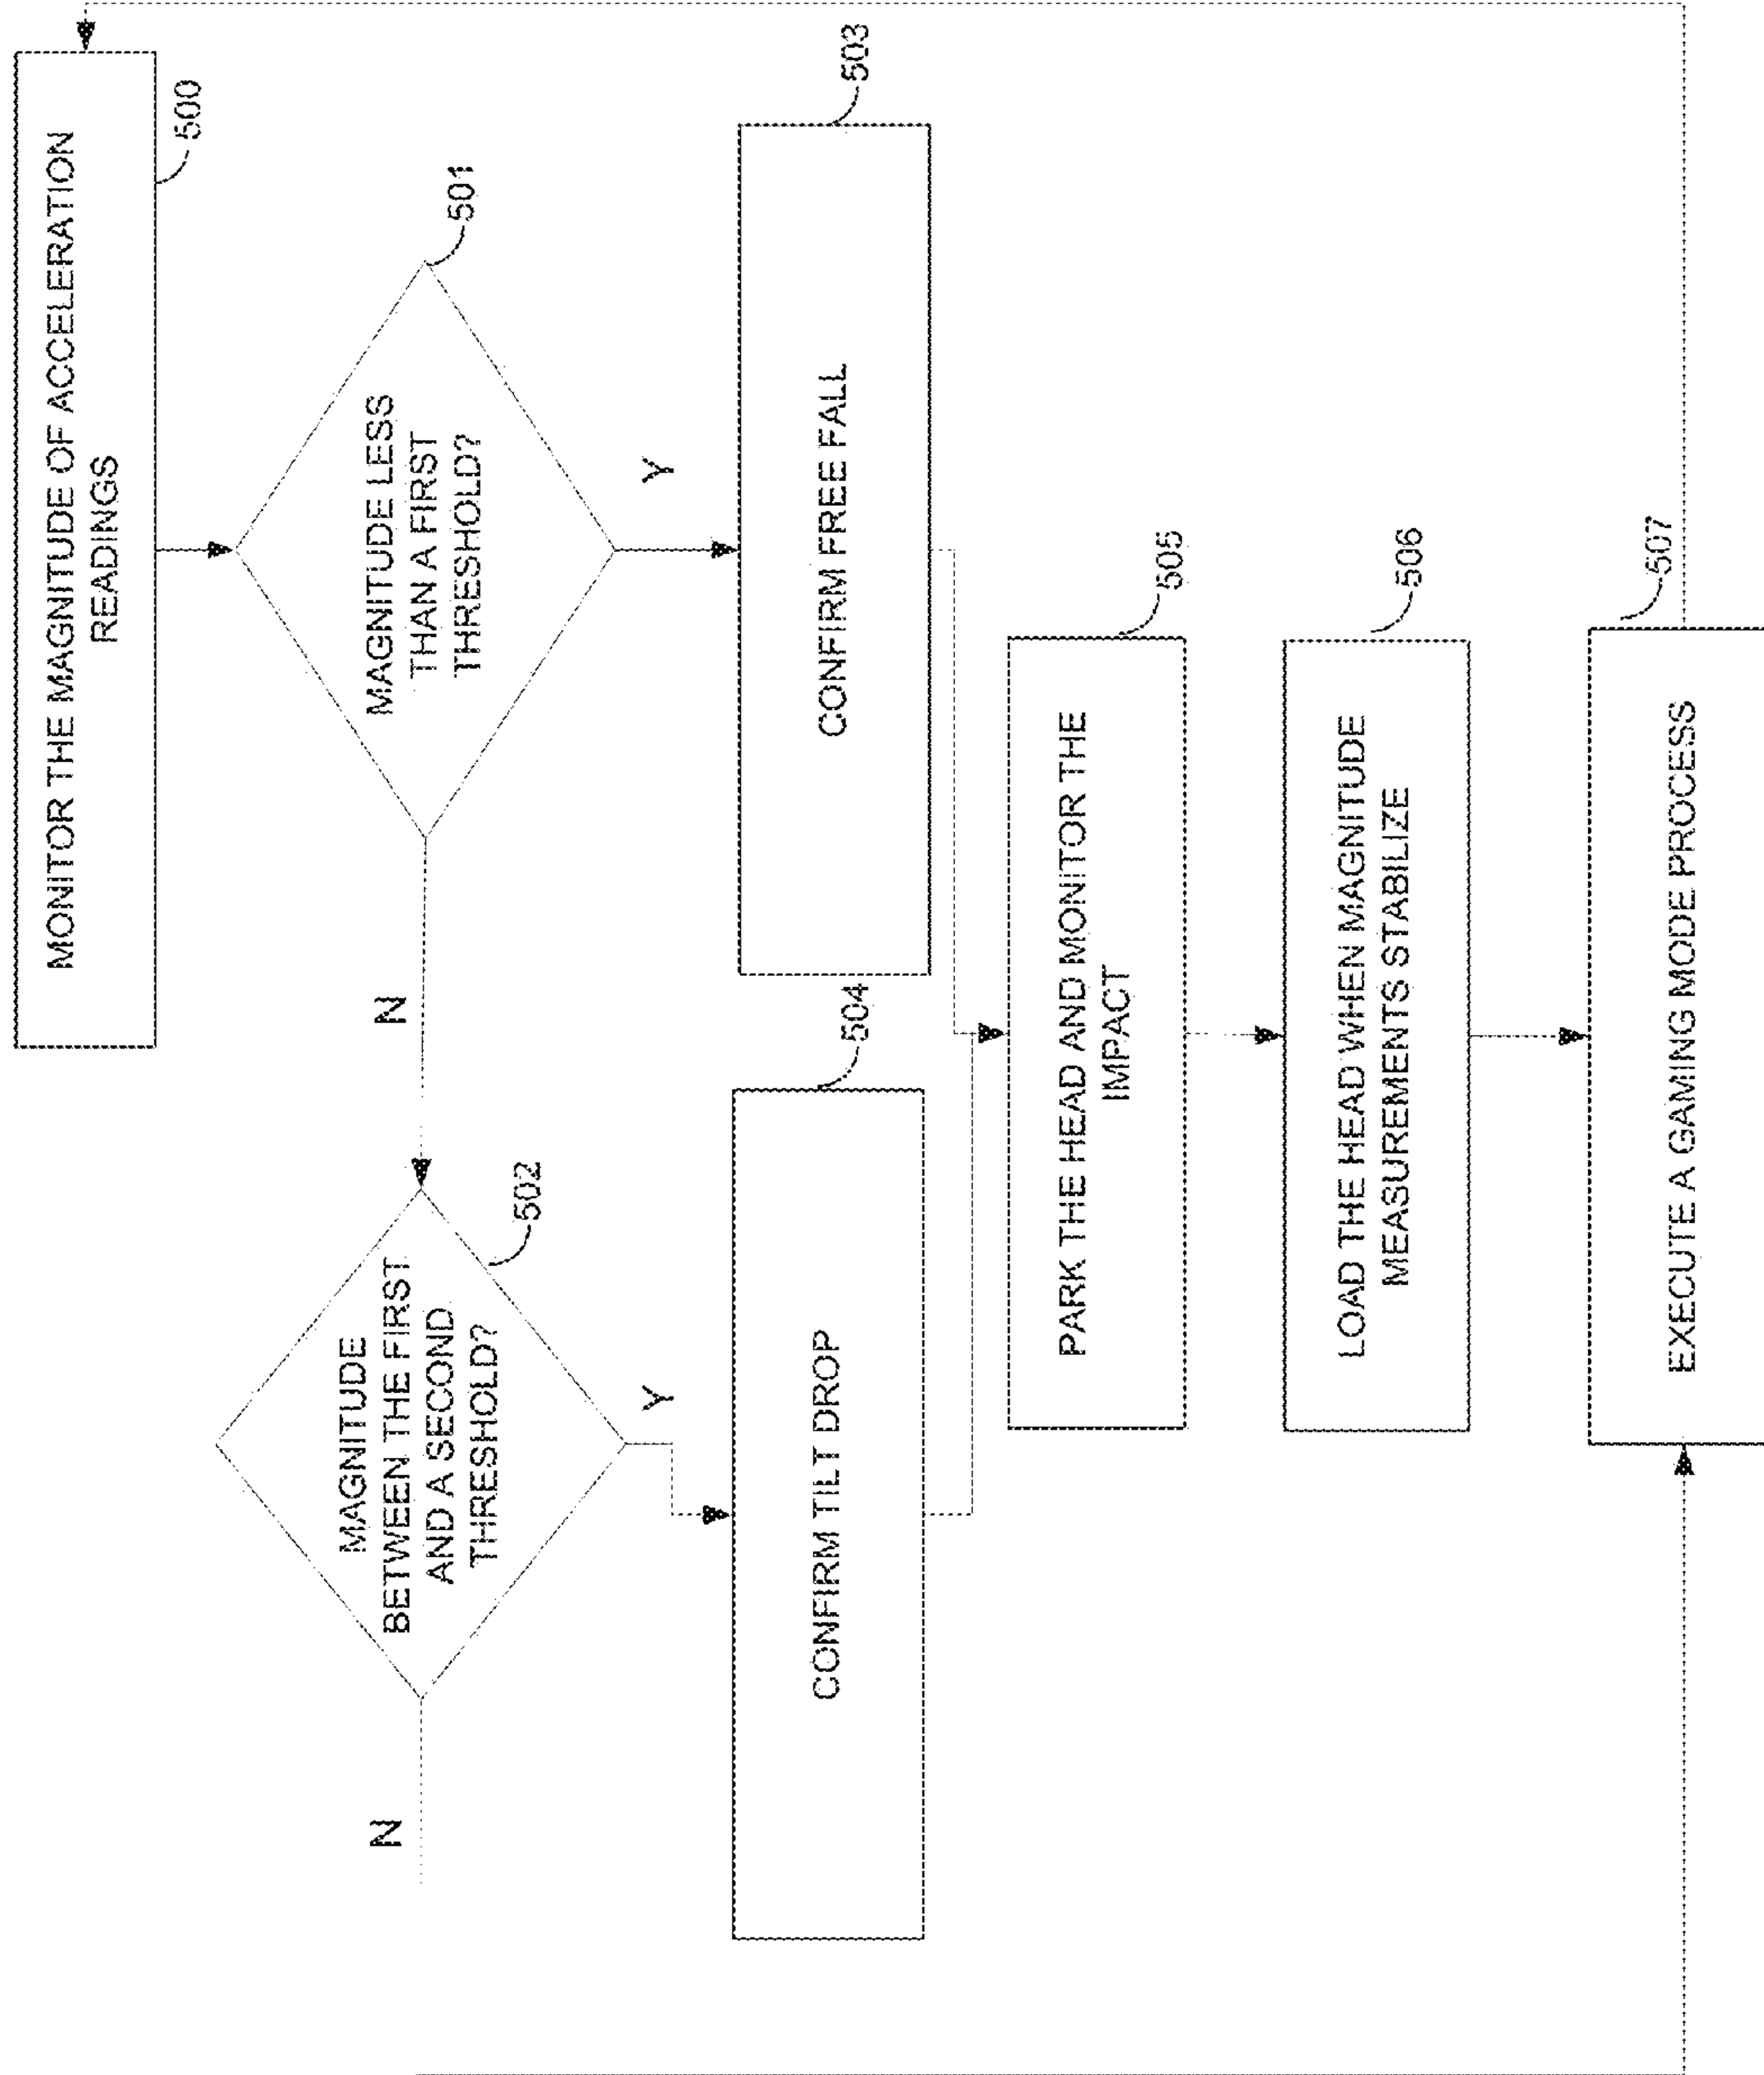 MONITOR THE MAGNITUDE OF ACCELERATION
READINGS
500
MAGNITUDE LESS
THAN A FIRST
THRESHOLD?
501
N
Y
MAGNITUDE
BETWEEN THE FIRST
AND A SECOND
THRESHOLD?
502
N
Y
CONFIRM FREE FALL
503
CONFIRM TILT DROP
504
PARK THE HEAD AND MONITOR THE
IMPACT
505
LOAD THE HEAD WHEN MAGNITUDE
MEASUREMENTS STABILIZE
506
EXECUTE A GAMING MODE PROCESS
507